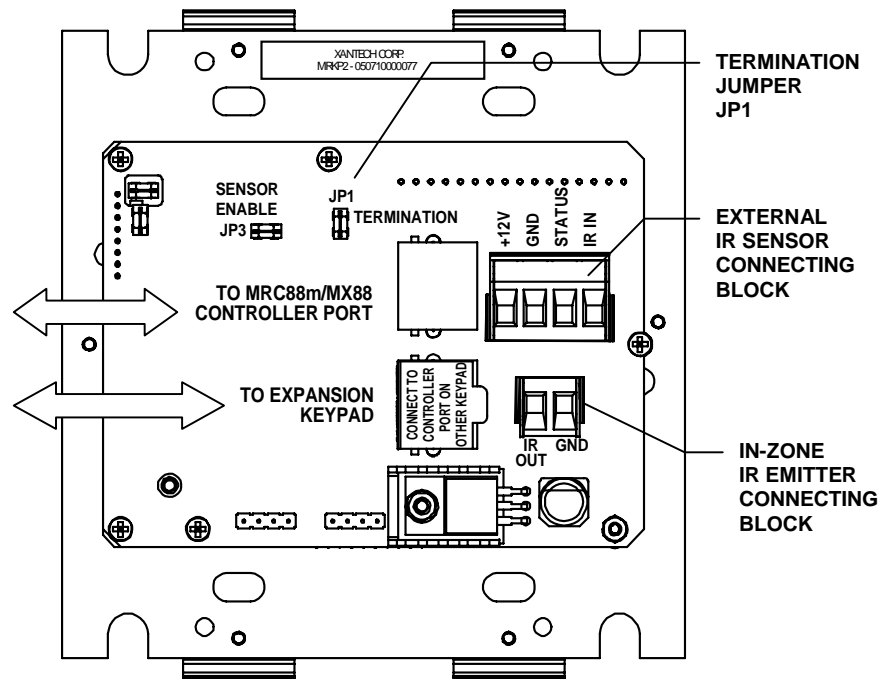 XANTECH CORP.
MRKP2 - 050710000077
TERMINATION
JUMPER
JP1
SENSOR
ENABLE
JP3
JP1
TERMINATION
+12V
GND
STATUS
IR IN
EXTERNAL
IR SENSOR
CONNECTING
BLOCK
TO MRC88m/MX88
CONTROLLER PORT
TO EXPANSION
KEYPAD
CONNECT TO
CONTROLLER
PORT ON
OTHER KEYPAD
IR
OUT
GND
IN-ZONE
IR EMITTER
CONNECTING
BLOCK